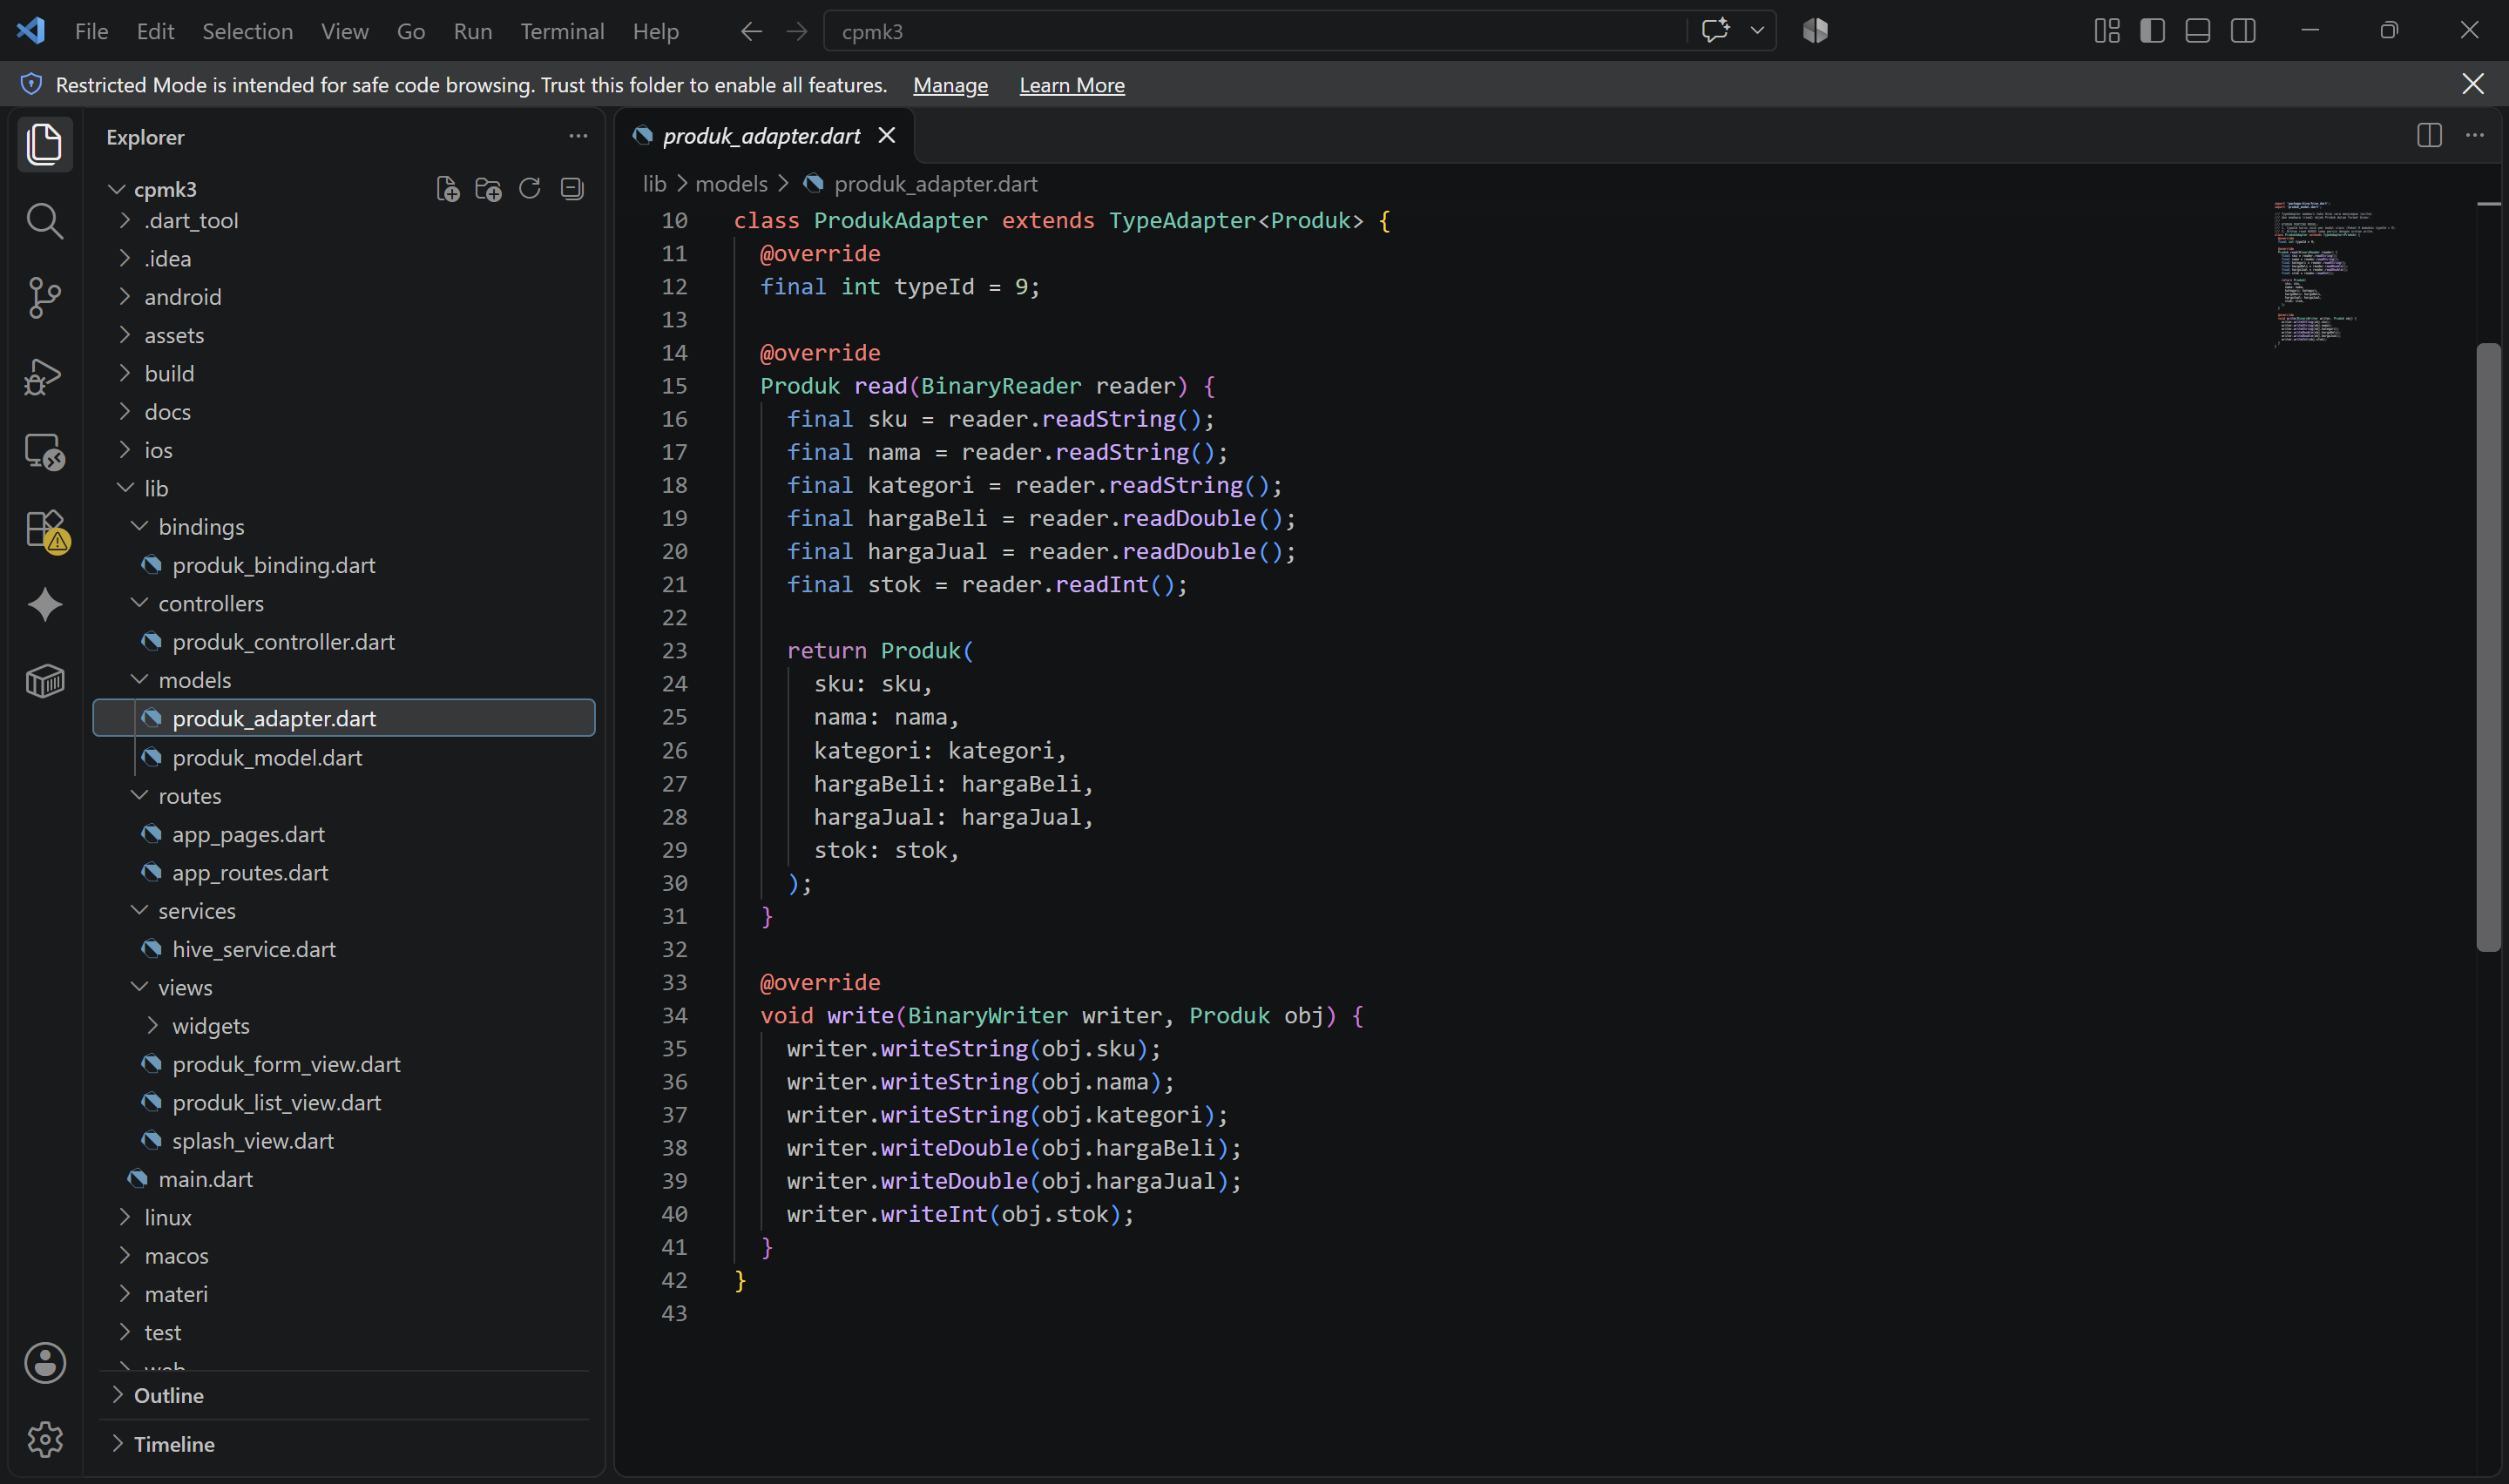 File Edit Selection View Go Run Terminal Help
cpmk3
Restricted Mode is intended for safe code browsing. Trust this folder to enable all features. Manage Learn More
Explorer
cpmk3
.dart_tool
.idea
android
assets
build
docs
ios
lib
bindings
produk_binding.dart
controllers
produk_controller.dart
models
produk_adapter.dart
produk_model.dart
routes
app_pages.dart
app_routes.dart
services
hive_service.dart
views
widgets
produk_form_view.dart
produk_list_view.dart
splash_view.dart
main.dart
linux
macos
materi
test
web
Outline
Timeline
produk_adapter.dart
lib > models > produk_adapter.dart
10 class ProdukAdapter extends TypeAdapter<Produk> {
11   @override
12   final int typeId = 9;
13
14   @override
15   Produk read(BinaryReader reader) {
16     final sku = reader.readString();
17     final nama = reader.readString();
18     final kategori = reader.readString();
19     final hargaBeli = reader.readDouble();
20     final hargaJual = reader.readDouble();
21     final stok = reader.readInt();
22
23     return Produk(
24       sku: sku,
25       nama: nama,
26       kategori: kategori,
27       hargaBeli: hargaBeli,
28       hargaJual: hargaJual,
29       stok: stok,
30     );
31   }
32
33   @override
34   void write(BinaryWriter writer, Produk obj) {
35     writer.writeString(obj.sku);
36     writer.writeString(obj.nama);
37     writer.writeString(obj.kategori);
38     writer.writeDouble(obj.hargaBeli);
39     writer.writeDouble(obj.hargaJual);
40     writer.writeInt(obj.stok);
41   }
42 }
43